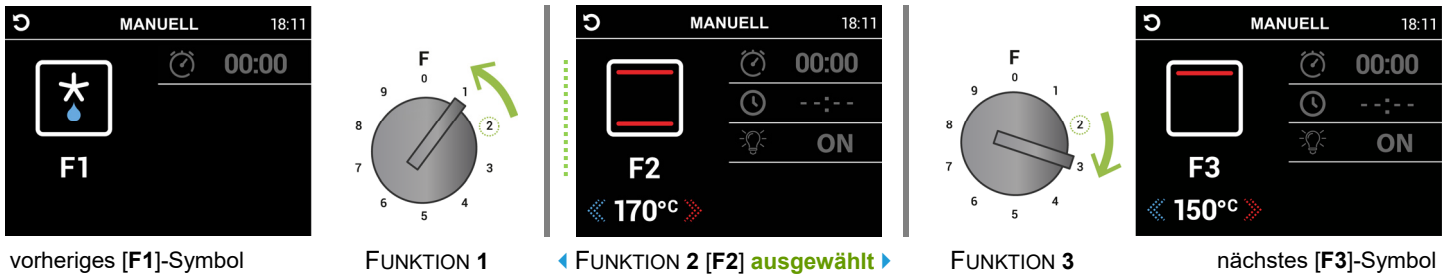 MANUELL 18:11
00:00
F1
F
0
1
2
3
4
5
6
7
8
9
MANUELL 18:11
00:00
--:--
ON
F2
170°C
F
0
1
2
3
4
5
6
7
8
9
MANUELL 18:11
00:00
--:--
ON
F3
150°C
vorheriges [F1]-Symbol
FUNKTION 1
FUNKTION 2 [F2] ausgewählt
FUNKTION 3
nächstes [F3]-Symbol